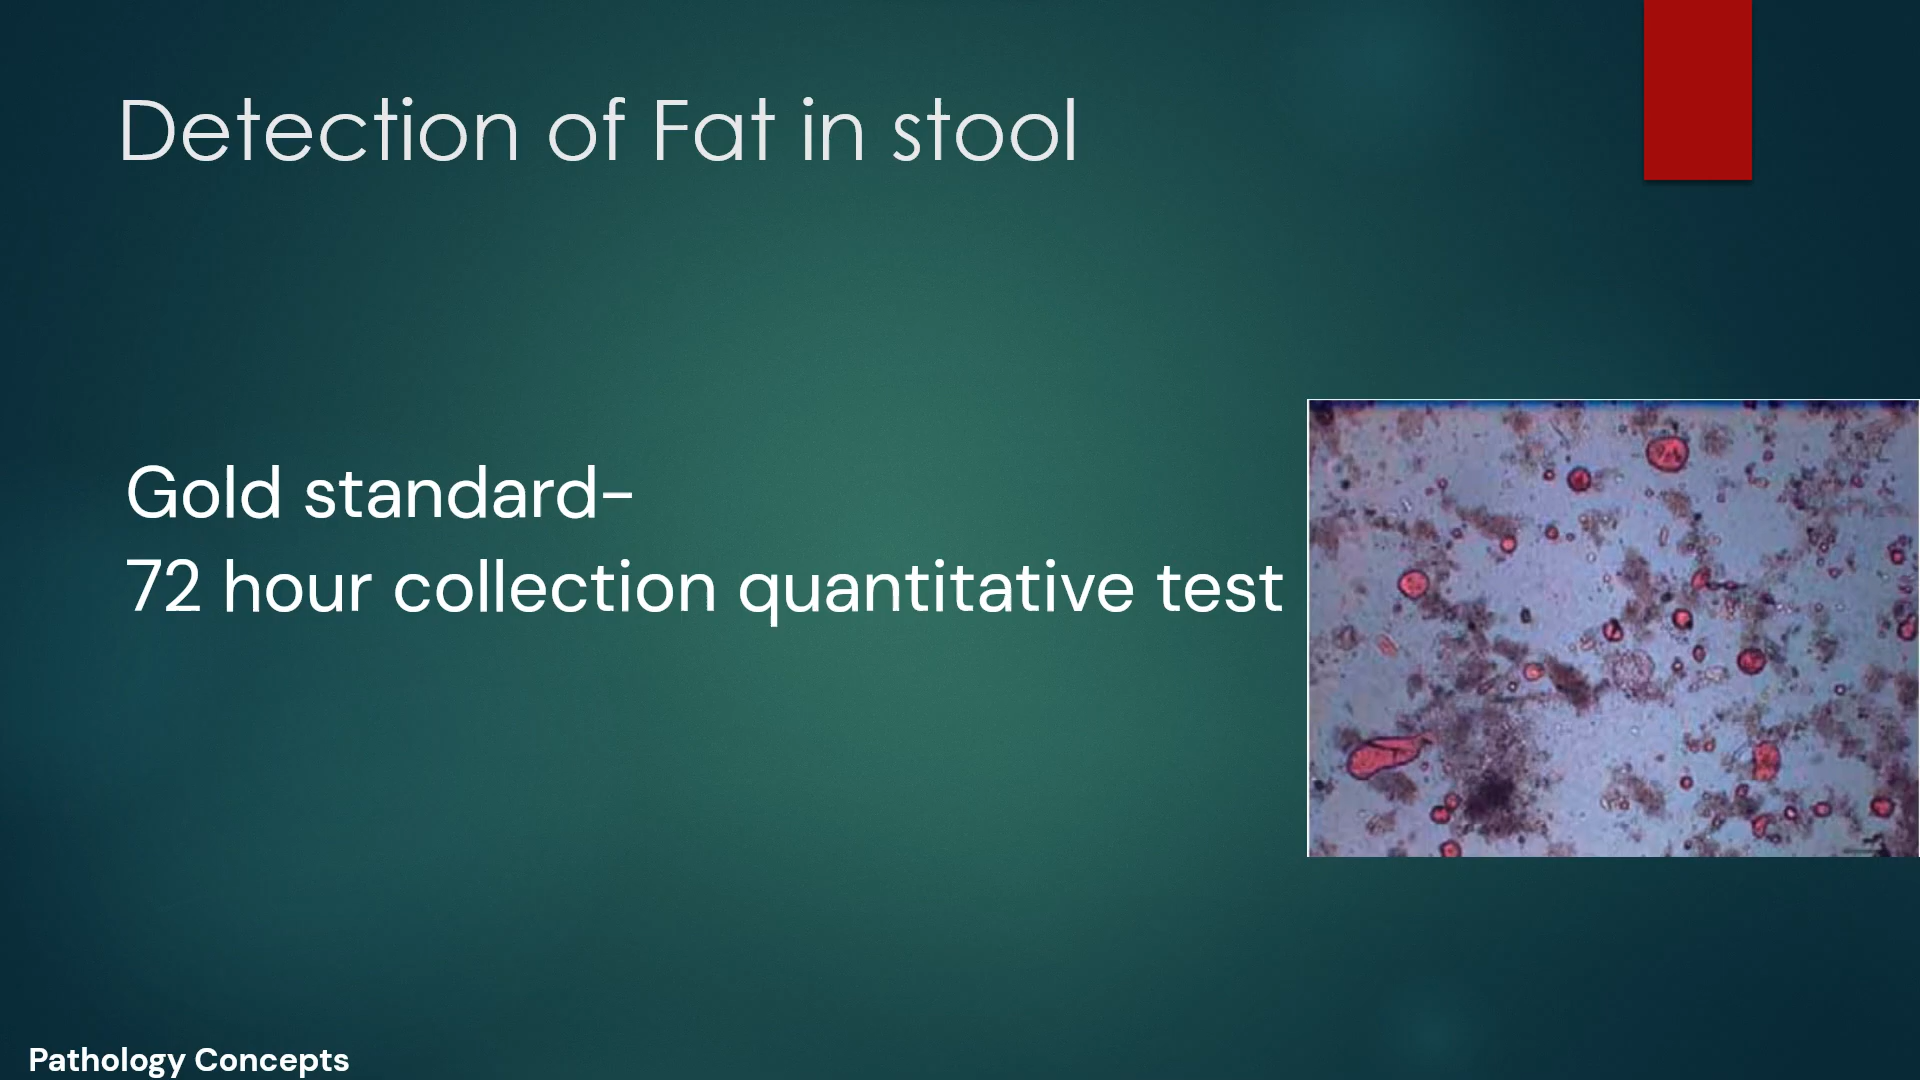 Detection of Fat in stool
Gold standard-
72 hour collection quantitative test
Pathology Concepts